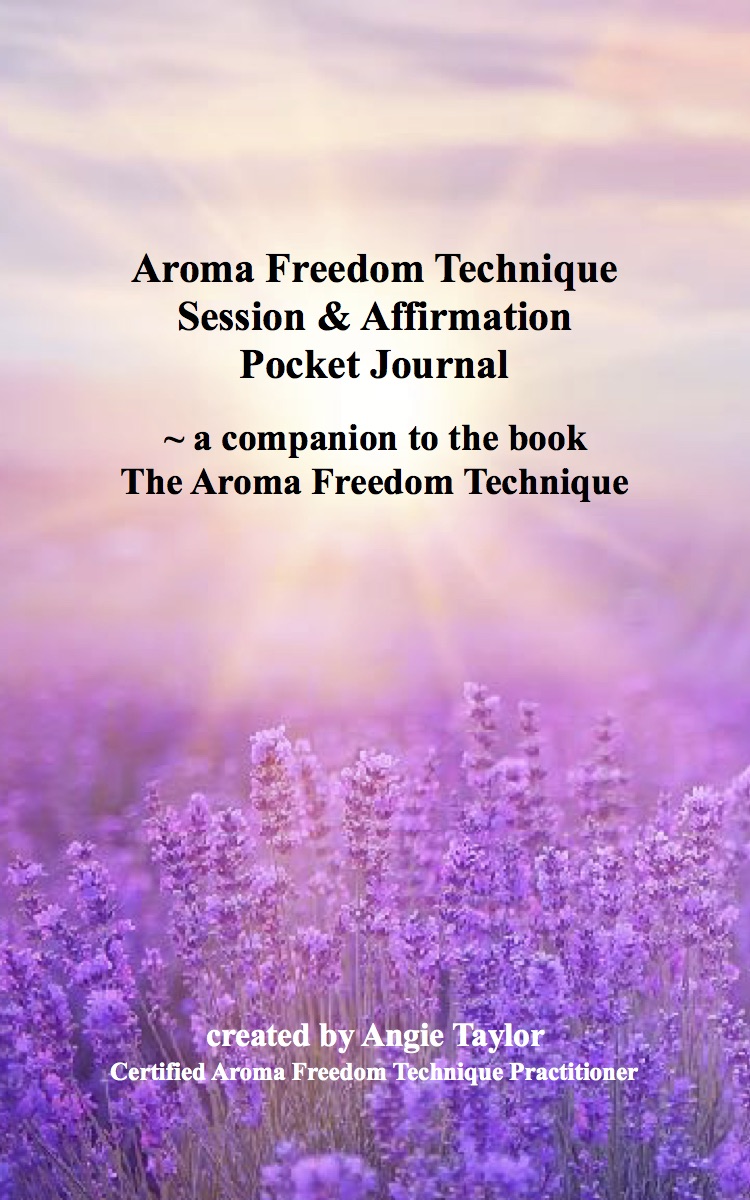 Aroma Freedom Technique
Session & Affirmation
Pocket Journal
~ a companion to the book
The Aroma Freedom Technique
created by Angie Taylor
Certified Aroma Freedom Technique Practitioner